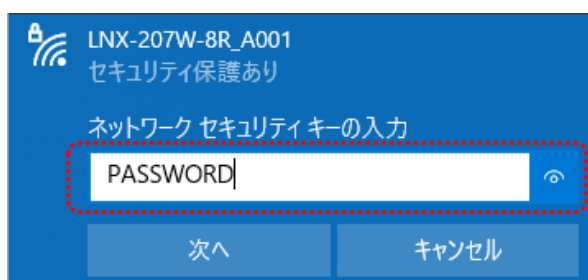 LNX-207W-8R_A001
セキュリティ保護あり
ネットワーク セキュリティ キーの入力
PASSWORD
次へ キャンセル